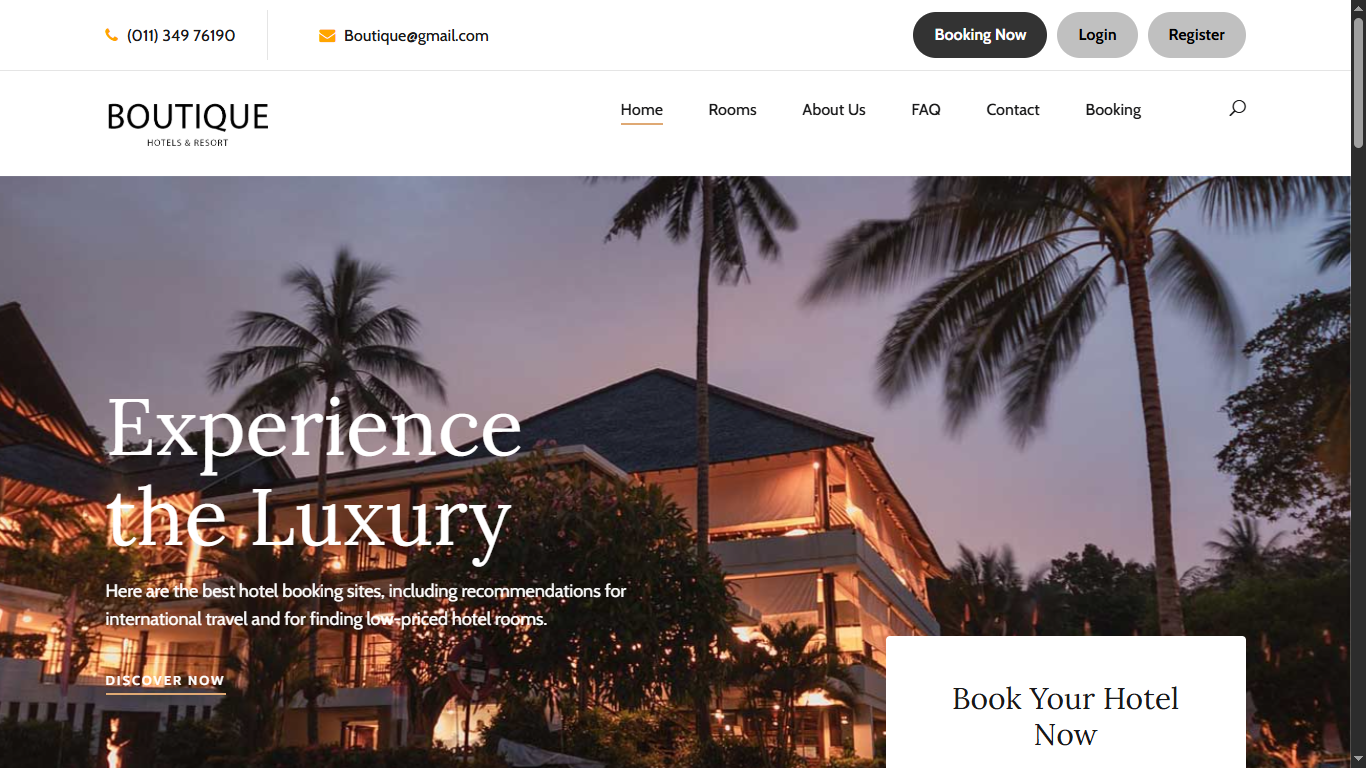 (011) 349 76190
Boutique@gmail.com
Booking Now
Login
Register
BOUTIQUE
HOTELS & RESORT
Home
Rooms
About Us
FAQ
Contact
Booking
Experience
the Luxury
Here are the best hotel booking sites, including recommendations for
international travel and for finding low-priced hotel rooms.
DISCOVER NOW
Book Your Hotel
Now